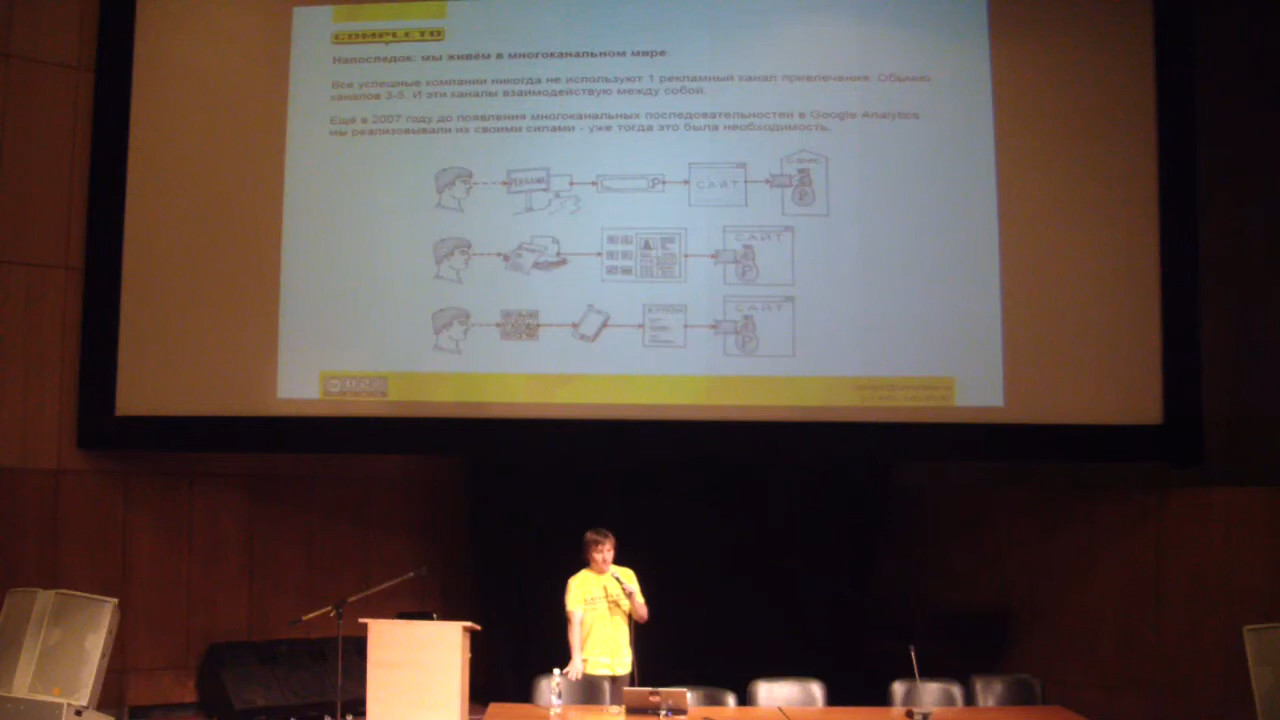 COMPLETO
Напоследок: мы живём в многоканальном мире
Все успешные компании никогда не используют 1 рекламный канал привлечения. Обычно
каналов 3-5. И эти каналы взаимодействую между собой.
Ещё в 2007 году до появления многоканальных последовательностей в Google Analytics
мы реализовывали их своими силами - уже тогда это была необходимость.
РЕКЛАМА
САЙТ
Р
САЙТ
Р
САЙТ
Р